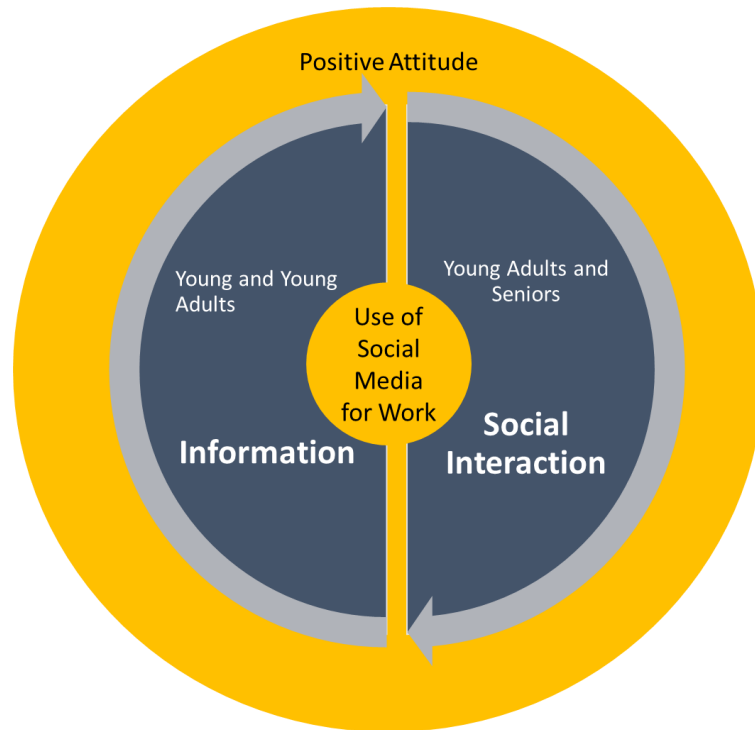 Positive Attitude
Young and Young
Adults
Information
Use of
Social
Media
for Work
Young Adults and
Seniors
Social
Interaction